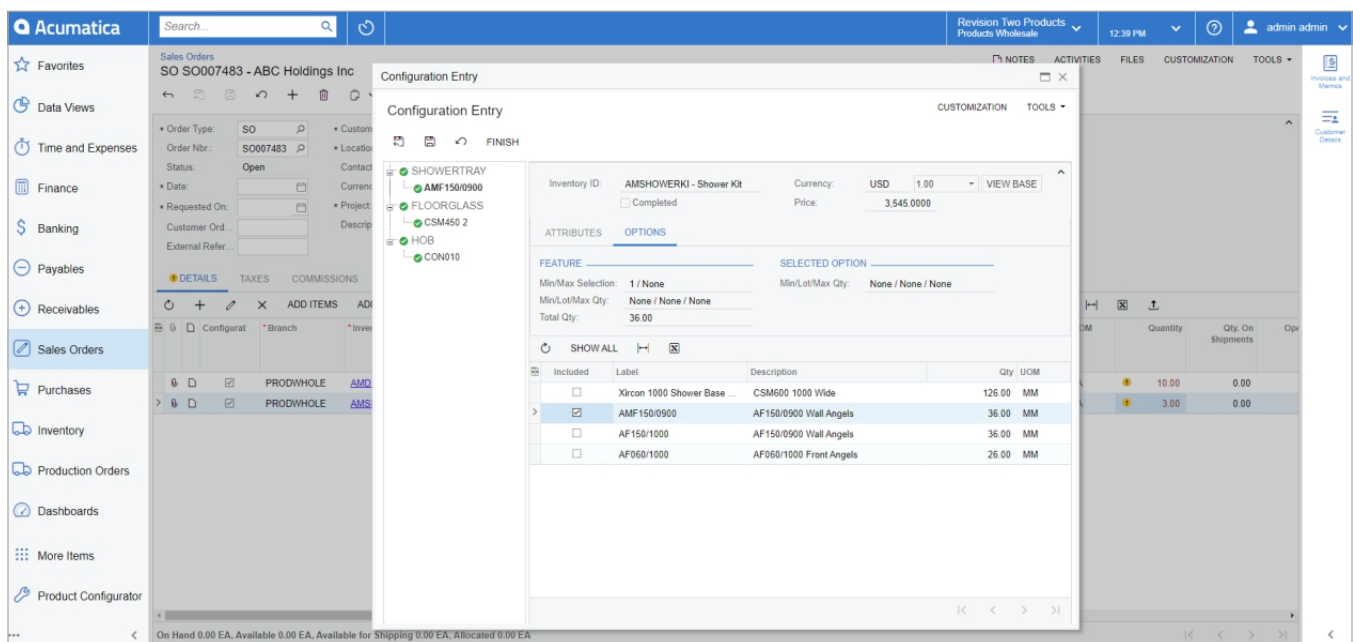 Acumatica
Search...
Revision Two Products
Products Wholesale
12:39 PM
admin admin
Favorites
Data Views
Time and Expenses
Finance
Banking
Payables
Receivables
Sales Orders
Purchases
Inventory
Production Orders
Dashboards
More Items
Product Configurator
Sales Orders
SO SO007483 - ABC Holdings Inc
NOTES ACTIVITIES FILES CUSTOMIZATION TOOLS
Invoices and
Memos
Customer
Details
* Order Type: SO * Custom
Order Nbr.: SO007483 * Locatio
Status: Open Contact
* Date: Currenc
* Requested On: * Project:
Customer Ord... Descrip
External Refer...
DETAILS TAXES COMMISSIONS
ADD ITEMS ADI
Configurat * Branch * Inven
PRODWHOLE AMD
PRODWHOLE AMS
Configuration Entry
Configuration Entry
CUSTOMIZATION TOOLS
FINISH
SHOWERTRAY
AMF150/0900
FLOORGLASS
CSM450 2
HOB
CON010
Inventory ID: AMSHOWERKI - Shower Kit Currency: USD 1.00 VIEW BASE
Completed Price: 3,545.0000
ATTRIBUTES OPTIONS
FEATURE SELECTED OPTION
Min/Max Selection: 1 / None Min/Lot/Max Qty: None / None / None
Min/Lot/Max Qty: None / None / None
Total Qty: 36.00
SHOW ALL
Included Label Description Qty UOM
Xircon 1000 Shower Base ... CSM600 1000 Wide 126.00 MM
AMF150/0900 AF150/0900 Wall Angels 36.00 MM
AF150/1000 AF150/0900 Wall Angels 36.00 MM
AF060/1000 AF060/1000 Front Angels 26.00 MM
OM Quantity Qty. On Ope
Shipments
10.00 0.00
3.00 0.00
On Hand 0.00 EA, Available 0.00 EA, Available for Shipping 0.00 EA, Allocated 0.00 EA